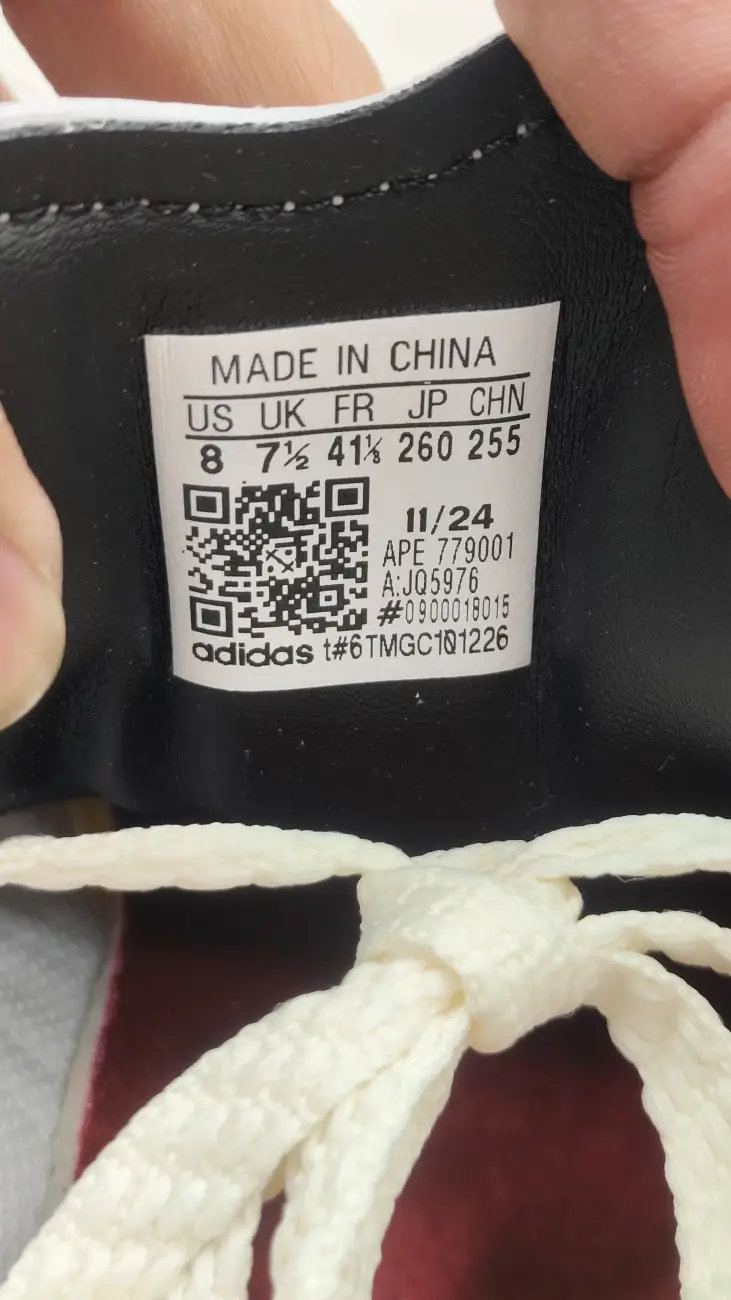 MADE IN CHINA
US UK FR JP CHN
8 7½ 41⅓ 260 255
11/24
APE 779001
A:JQ5976
#0900018015
adidas t#6TMGC101226